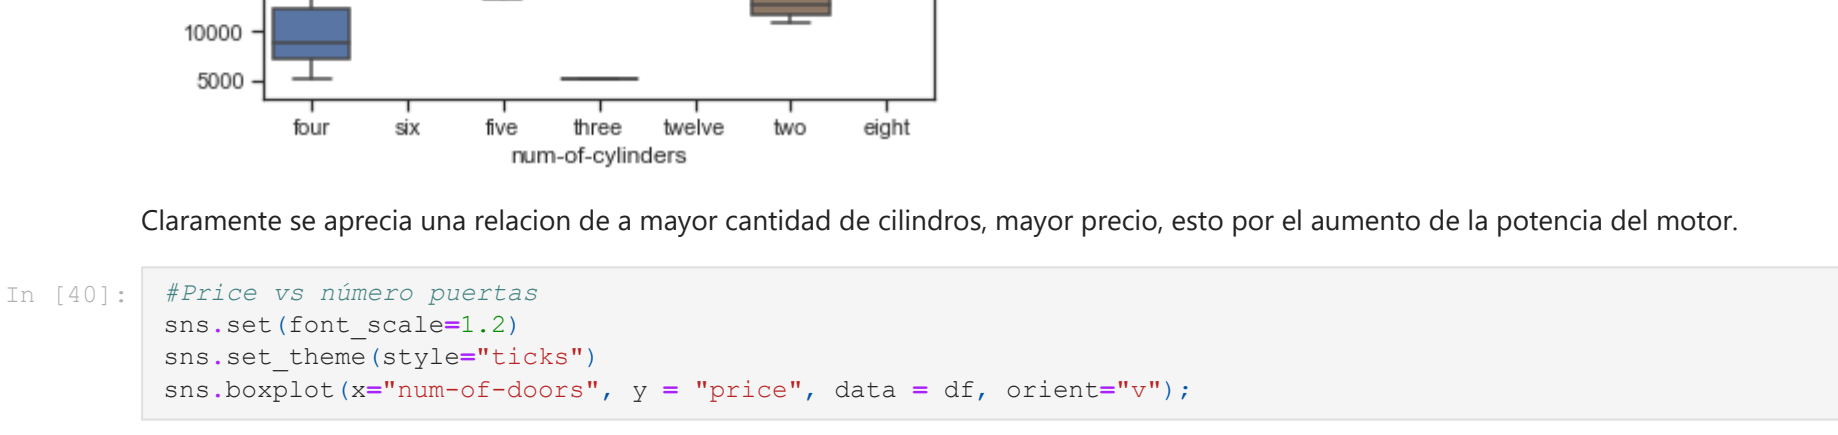 10000
5000
four six five three twelve two eight
num-of-cylinders
Claramente se aprecia una relacion de a mayor cantidad de cilindros, mayor precio, esto por el aumento de la potencia del motor.
In [40]: #Price vs número puertas
sns.set(font_scale=1.2)
sns.set_theme(style="ticks")
sns.boxplot(x="num-of-doors", y = "price", data = df, orient="v");